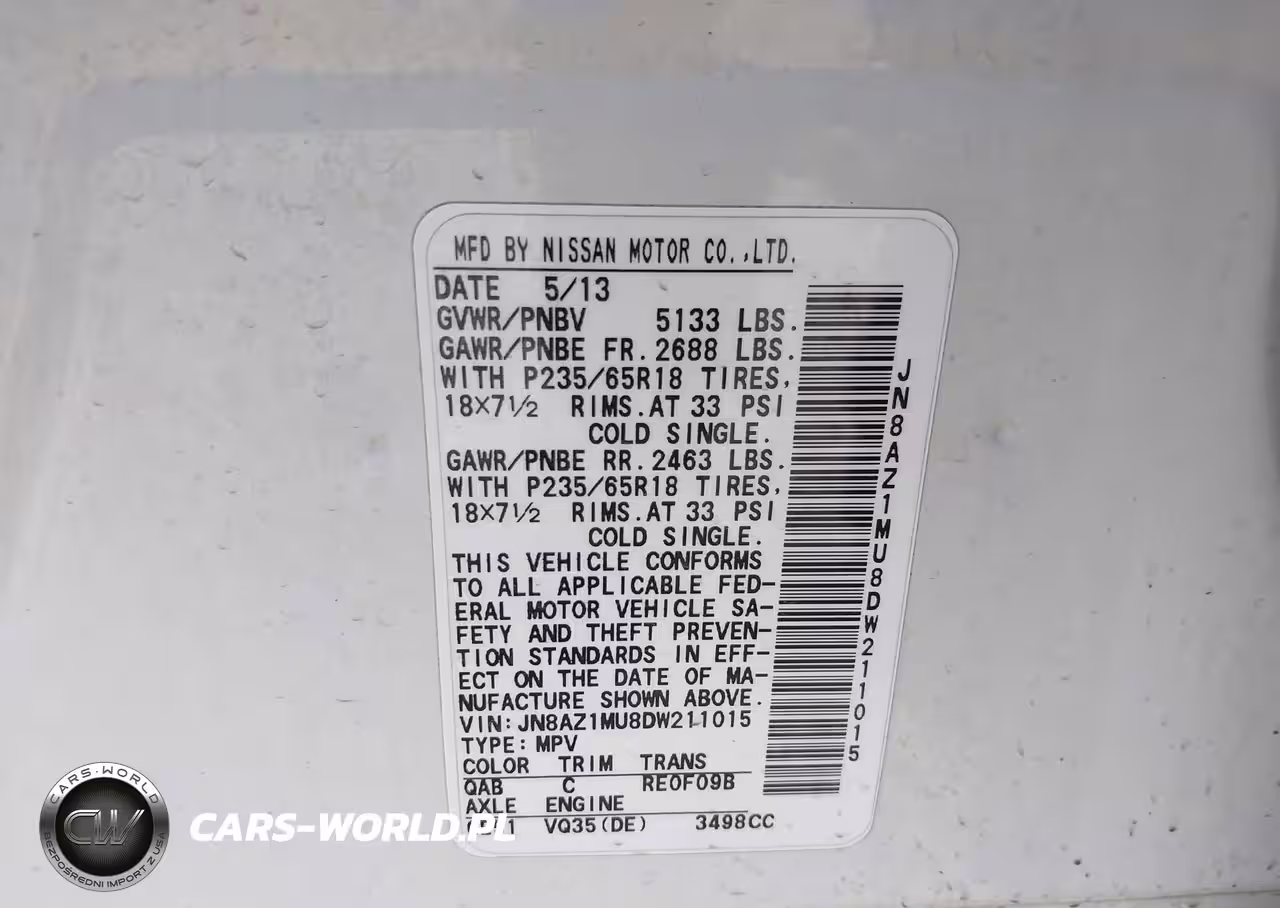 MFD BY NISSAN MOTOR CO.,LTD.
DATE 5/13
GVWR/PNBV 5133 LBS.
GAWR/PNBE FR. 2688 LBS.
WITH P235/65R18 TIRES,
18×7½ RIMS. AT 33 PSI
COLD SINGLE.
GAWR/PNBE RR. 2463 LBS.
WITH P235/65R18 TIRES,
18×7½ RIMS. AT 33 PSI
COLD SINGLE.
THIS VEHICLE CONFORMS
TO ALL APPLICABLE FED-
ERAL MOTOR VEHICLE SA-
FETY AND THEFT PREVEN-
TION STANDARDS IN EFF-
ECT ON THE DATE OF MA-
NUFACTURE SHOWN ABOVE.
VIN: JN8AZ1MU8DW211015
TYPE: MPV
COLOR TRIM TRANS
QAB C RE0F09B
AXLE ENGINE
VQ35(DE) 3498CC
JN8AZ1MU8DW211015
CARS-WORLD
CW
BEZPOŚREDNI IMPORT Z USA
CARS-WORLD.PL